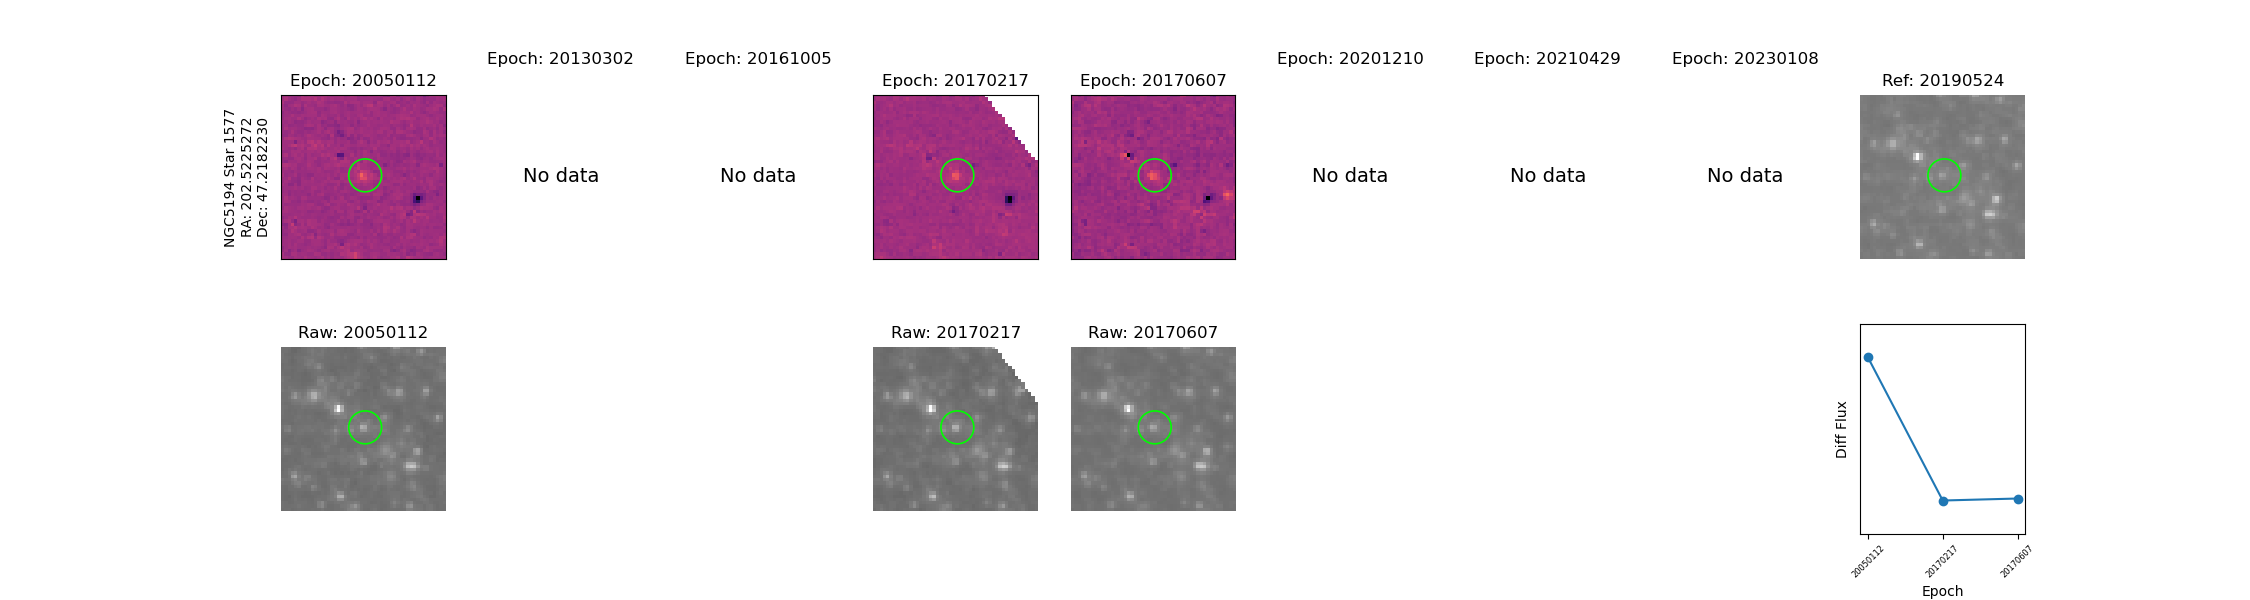 NGC5194 Star 1577
RA: 202.5225272
Dec: 47.2182230
Epoch: 20050112
Epoch: 20130302
No data
Epoch: 20161005
No data
Epoch: 20170217
Epoch: 20170607
Epoch: 20201210
No data
Epoch: 20210429
No data
Epoch: 20230108
No data
Ref: 20190524
Raw: 20050112
Raw: 20170217
Raw: 20170607
Diff Flux
20050112
20170217
20170607
Epoch